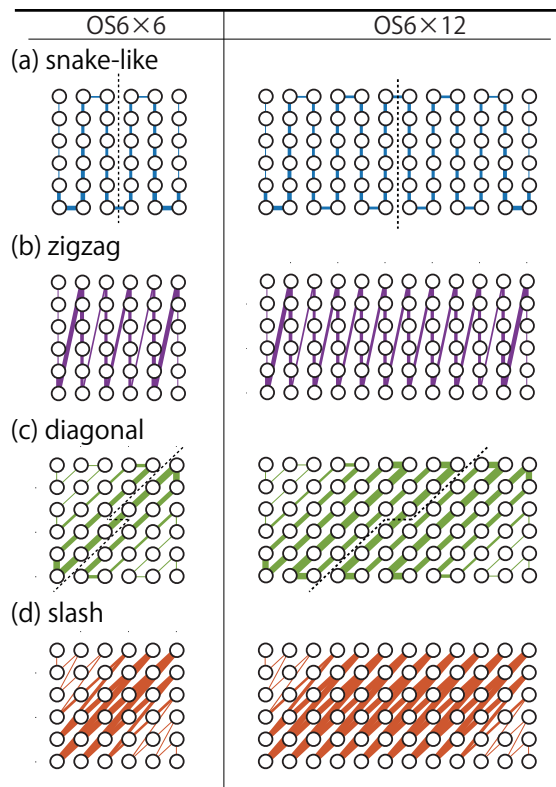 OS6×6 OS6×12
(a) snake-like
(b) zigzag
(c) diagonal
(d) slash